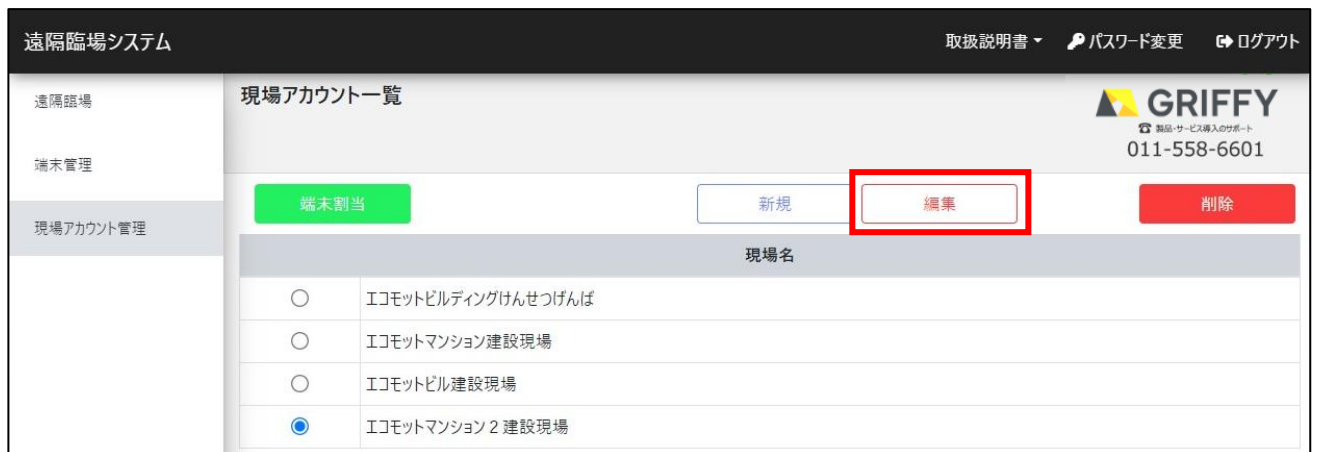 遠隔臨場システム 取扱説明書 パスワード変更 ログアウト
遠隔臨場
端末管理
現場アカウント管理
現場アカウント一覧
GRIFFY
製品・サービス導入のサポート
011-558-6601
端末割当 新規 編集 削除
現場名
エコモットビルディングけんせつげんば
エコモットマンション建設現場
エコモットビル建設現場
エコモットマンション２建設現場